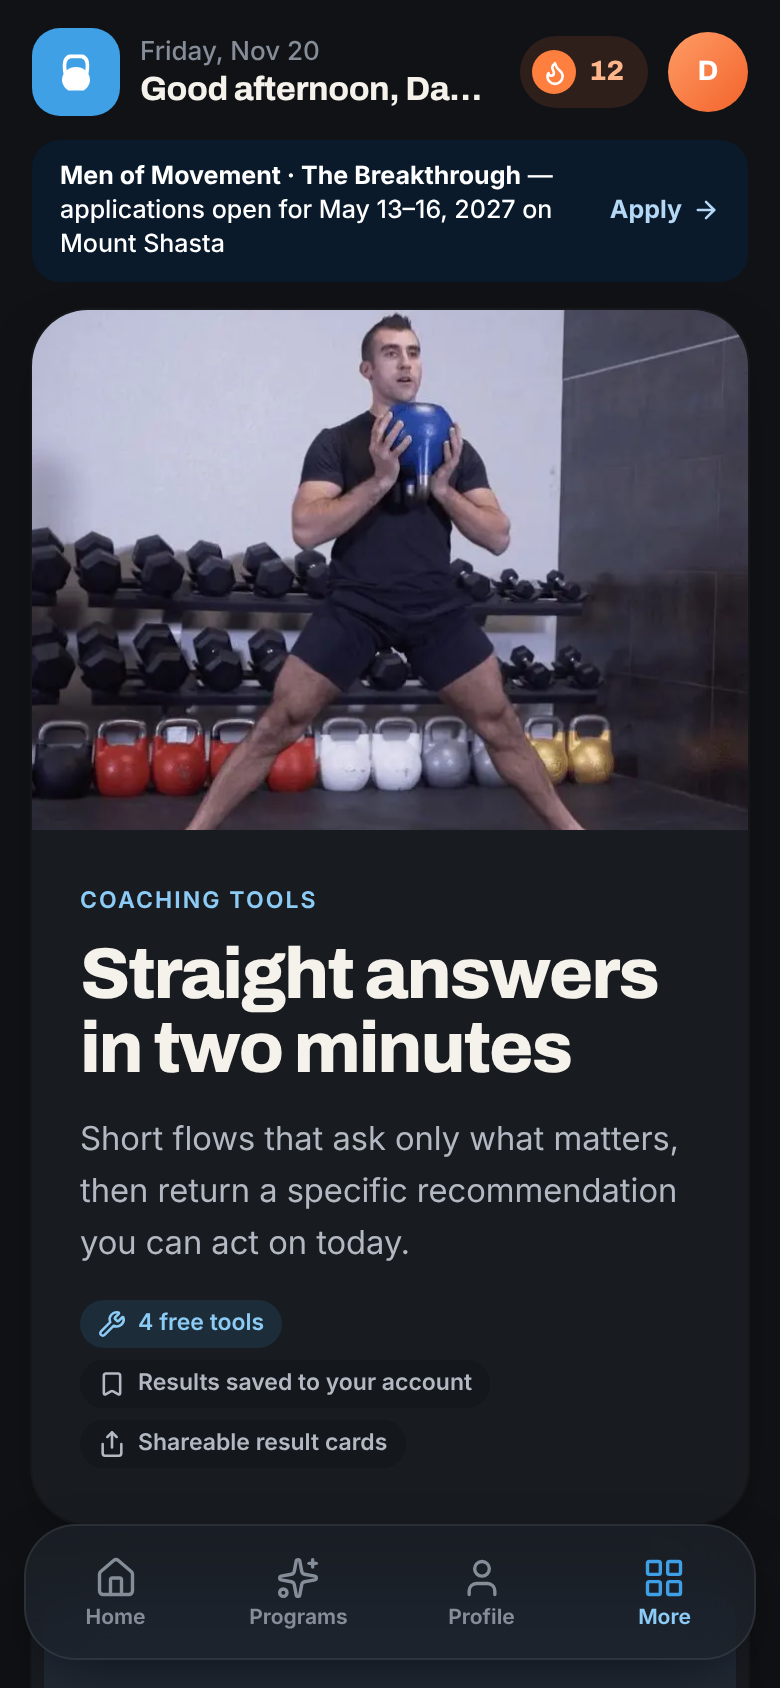 Friday, Nov 20
Good afternoon, Da...
12
D
Men of Movement · The Breakthrough —
applications open for May 13–16, 2027 on
Mount Shasta
Apply →
COACHING TOOLS
Straight answers
in two minutes
Short flows that ask only what matters,
then return a specific recommendation
you can act on today.
4 free tools
Results saved to your account
Shareable result cards
Home
Programs
Profile
More